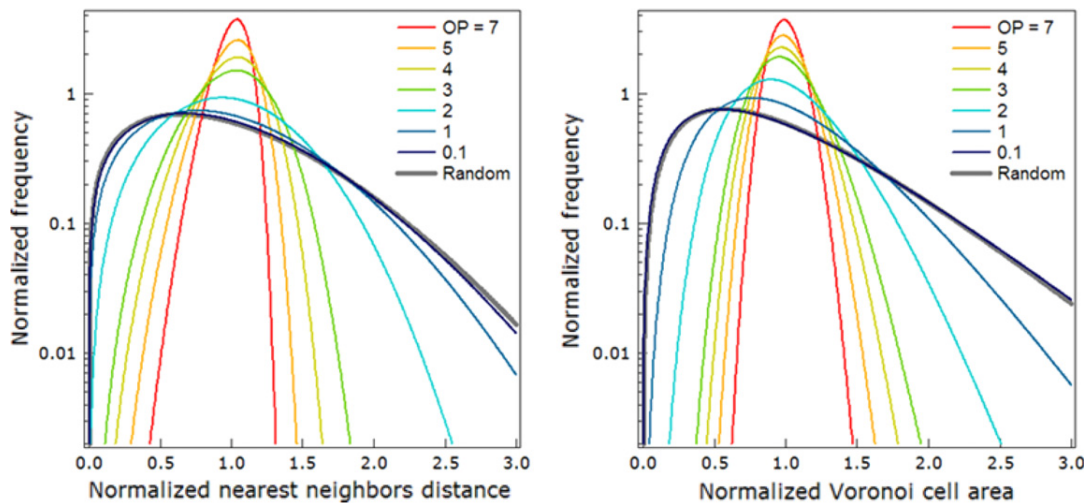 Normalized frequency
1
0.1
0.01
OP = 7
5
4
3
2
1
0.1
Random
0.0 0.5 1.0 1.5 2.0 2.5 3.0
Normalized nearest neighbors distance
Normalized frequency
1
0.1
0.01
OP = 7
5
4
3
2
1
0.1
Random
0.0 0.5 1.0 1.5 2.0 2.5 3.0
Normalized Voronoi cell area